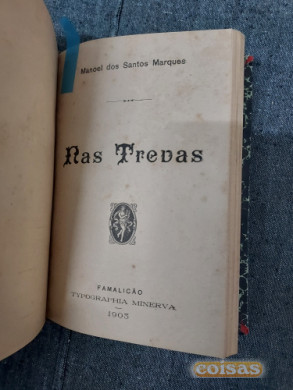 Manoel dos Santos Marques
Nas Trevas
FAMALICÃO
TYPOGRAPHIA MINERVA
1905
coisas